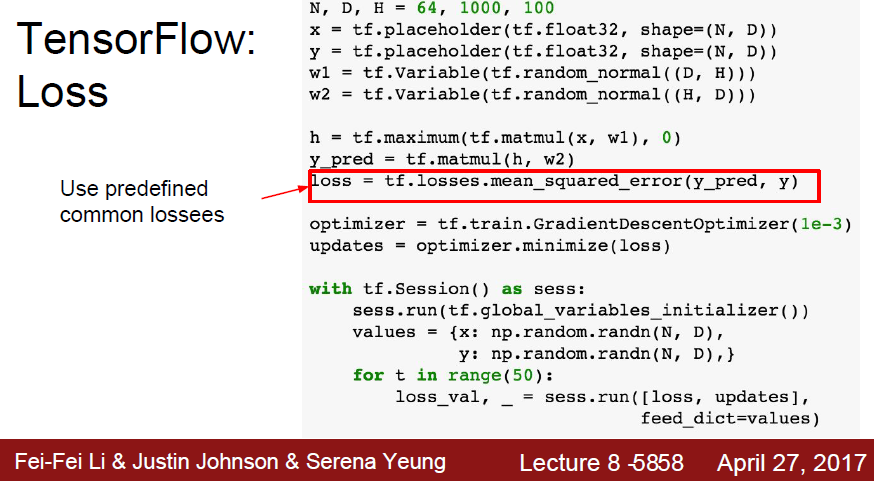 TensorFlow:
Loss
Use predefined
common lossees
N, D, H = 64, 1000, 100
x = tf.placeholder(tf.float32, shape=(N, D))
y = tf.placeholder(tf.float32, shape=(N, D))
w1 = tf.Variable(tf.random_normal((D, H)))
w2 = tf.Variable(tf.random_normal((H, D)))
h = tf.maximum(tf.matmul(x, w1), 0)
y_pred = tf.matmul(h, w2)
loss = tf.losses.mean_squared_error(y_pred, y)
optimizer = tf.train.GradientDescentOptimizer(1e-3)
updates = optimizer.minimize(loss)
with tf.Session() as sess:
    sess.run(tf.global_variables_initializer())
    values = {x: np.random.randn(N, D),
              y: np.random.randn(N, D),}
    for t in range(50):
        loss_val, _ = sess.run([loss, updates],
                               feed_dict=values)
Fei-Fei Li & Justin Johnson & Serena Yeung
Lecture 8 -5858
April 27, 2017